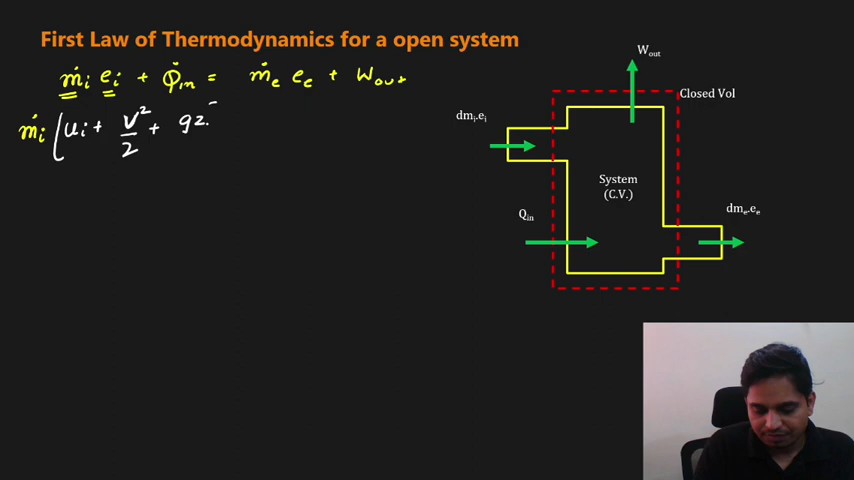 First Law of Thermodynamics for a open system
ṁᵢ eᵢ + Q̇ᵢₙ = ṁₑ eₑ + Wₒᵤₜ
ṁᵢ (uᵢ + V²/2 + gz
Wₒᵤₜ
Closed Vol
dmᵢ.eᵢ
System
(C.V.)
Qᵢₙ
dmₑ.eₑ